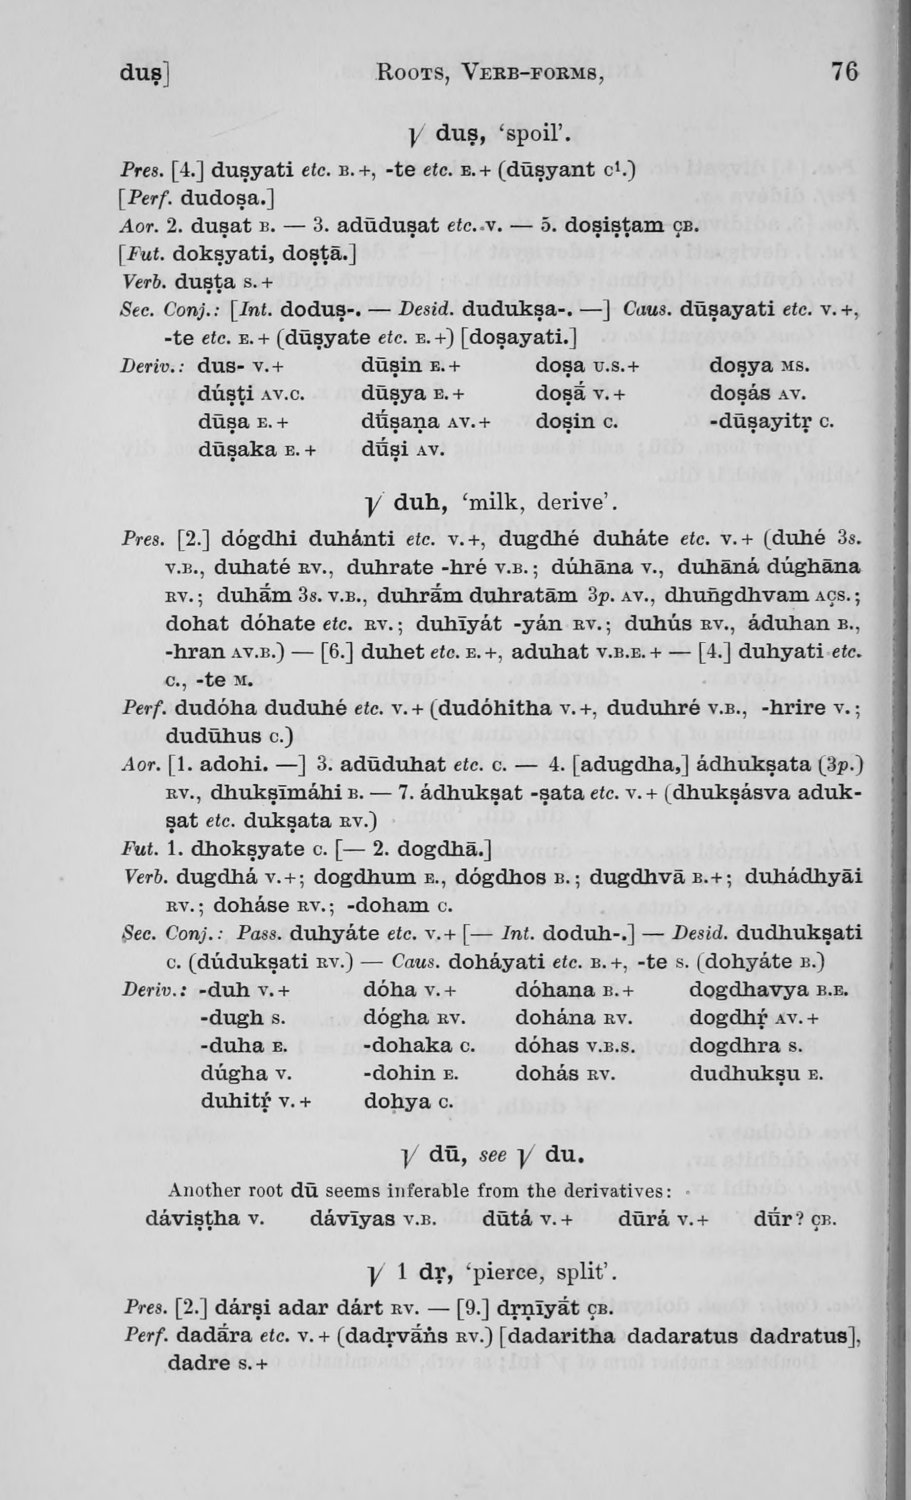 duṣ] ROOTS, VERB-FORMS, 76
√ duṣ, ‘spoil’.
Pres. [4.] duṣyati etc. B.+, -te etc. E.+ (dūṣyant C¹.)
[Perf. dudoṣa.]
Aor. 2. duṣat B. — 3. adūduṣat etc. V. — 5. doṣiṣṭam ÇB.
[Fut. dokṣyati, doṣṭā.]
Verb. duṣṭa S.+
Sec. Conj.: [Int. doduṣ-. — Desid. dudukṣa-. —] Caus. dūṣayati etc. V.+,
-te etc. E.+ (dūṣyate etc. E.+) [doṣayati.]
Deriv.: dus- V.+ dūṣin E.+ doṣa U.S.+ doṣya MS.
dúṣṭi AV.C. dūṣya E.+ doṣā́ V.+ doṣás AV.
dūṣa E.+ dū́ṣaṇa AV.+ doṣin C. -dūṣayitṛ C.
dūṣaka E.+ dū́ṣi AV.
√ duh, ‘milk, derive’.
Pres. [2.] dógdhi duhánti etc. V.+, dugdhé duháte etc. V.+ (duhé 3s.
V.B., duhaté RV., duhrate -hré V.B.; dúhāna V., duhāná dúghāna
RV.; duhā́m 3s. V.B., duhrā́m duhratām 3p. AV., dhun̄gdhvam AÇS.;
dohat dóhate etc. RV.; duhīyát -yán RV.; duhús RV., áduhan B.,
-hran AV.B.) — [6.] duhet etc. E.+, aduhat V.B.E.+ — [4.] duhyati etc.
C., -te M.
Perf. dudóha duduhé etc. V.+ (dudóhitha V.+, duduhré V.B., -hrire V.;
dudūhus C.)
Aor. [1. adohi. —] 3. adūduhat etc. C. — 4. [adugdha,] ádhukṣata (3p.)
RV., dhukṣīmáhi B. — 7. ádhukṣat -ṣata etc. V.+ (dhukṣásva aduk-
ṣat etc. dukṣata RV.)
Fut. 1. dhokṣyate C. [— 2. dogdhā.]
Verb. dugdhá V.+; dogdhum E., dógdhos B.; dugdhvā B.+; duhádhyāi
RV.; doháse RV.; -doham C.
Sec. Conj.: Pass. duhyáte etc. V.+ [— Int. doduh-.] — Desid. dudhukṣati
C. (dúdukṣati RV.) — Caus. doháyati etc. B.+, -te S. (dohyáte B.)
Deriv.: -duh V.+ dóha V.+ dóhana B.+ dogdhavya B.E.
-dugh S. dógha RV. dohána RV. dogdhṛ́ AV.+
-duha E. -dohaka C. dóhas V.B.S. dogdhra S.
dúgha V. -dohin E. dohás RV. dudhukṣu E.
duhitṛ́ V.+ dohya C.
√ dū, see √ du.
Another root dū seems inferable from the derivatives:
dáviṣṭha V. dávīyas V.B. dūtá V.+ dūrá V.+ dū́r? ÇB.
√ 1 dṛ, ‘pierce, split’.
Pres. [2.] dárṣi adar dárt RV. — [9.] dṛṇīyā́t ÇB.
Perf. dadā́ra etc. V.+ (dadṛvā́ṅs RV.) [dadaritha dadaratus dadratus],
dadre S.+